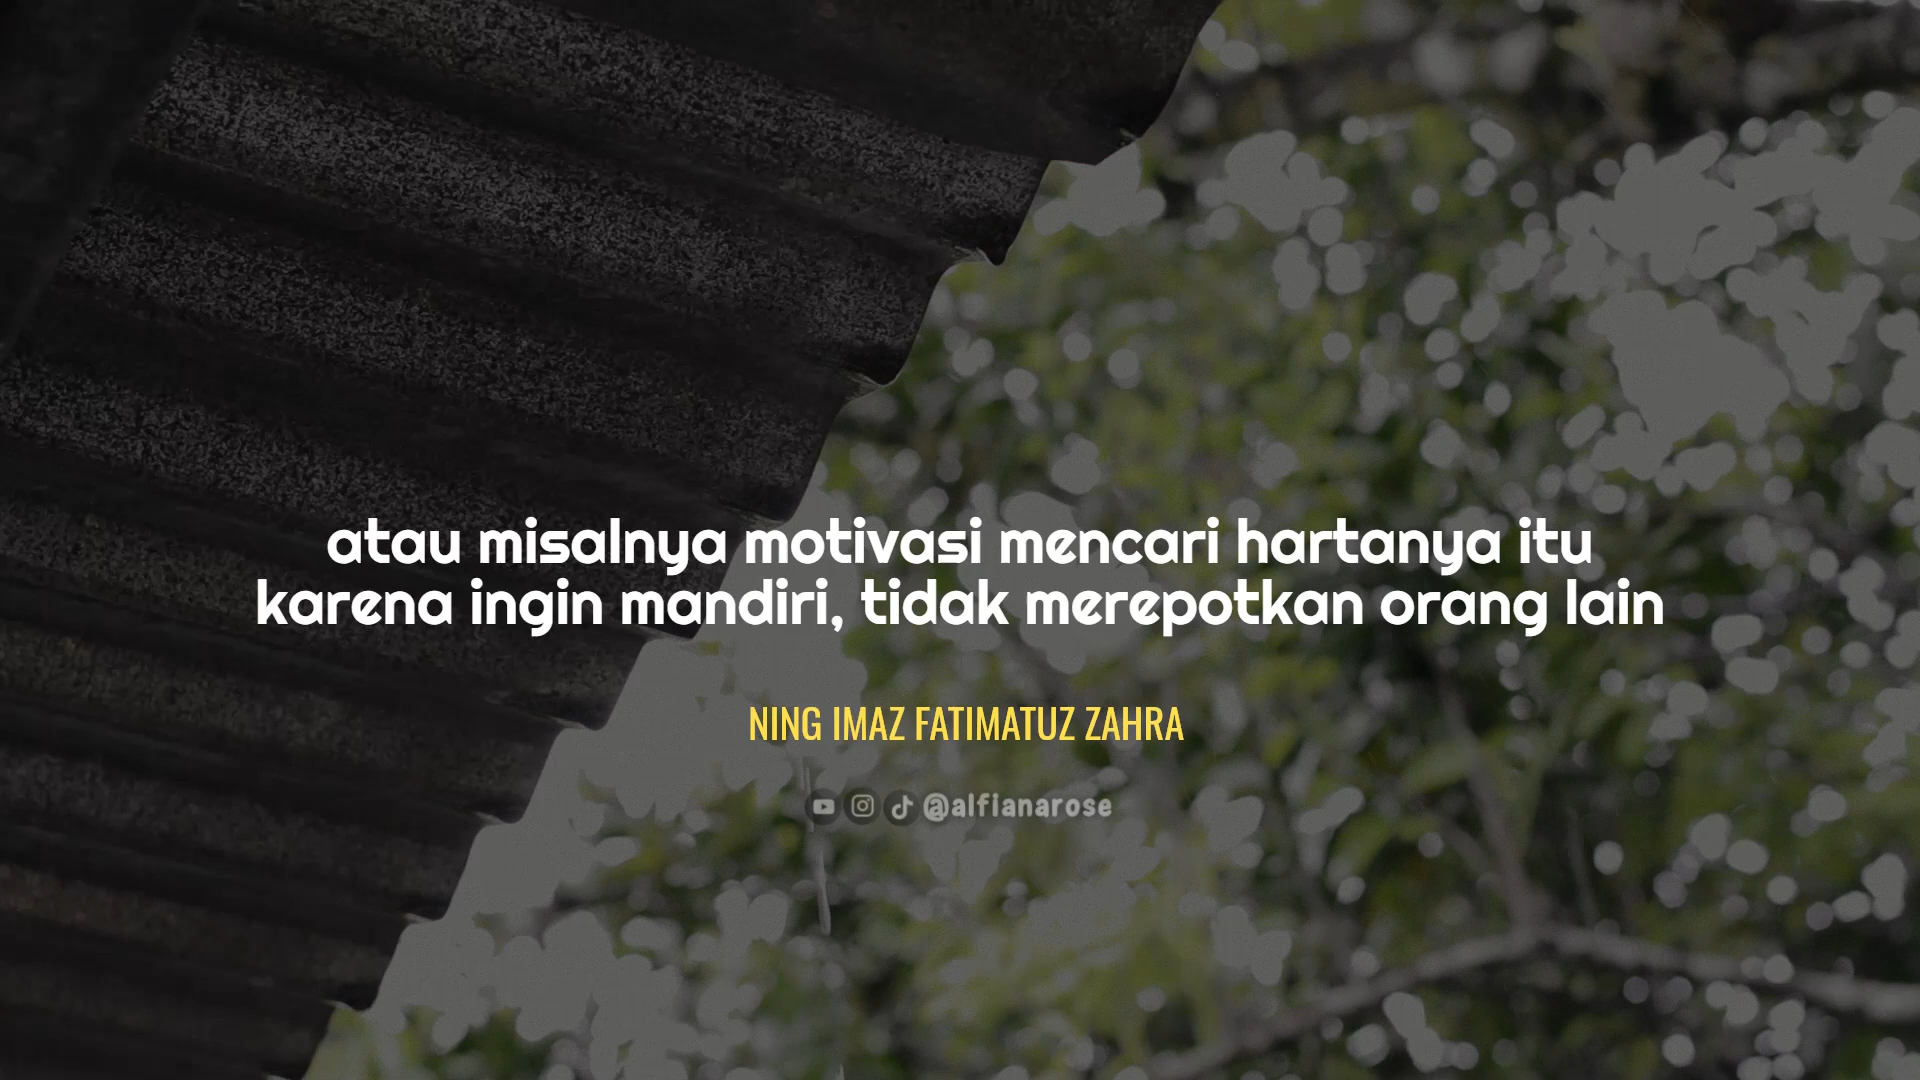 atau misalnya motivasi mencari hartanya itu
karena ingin mandiri, tidak merepotkan orang lain
NING IMAZ FATIMATUZ ZAHRA
@alfianarose